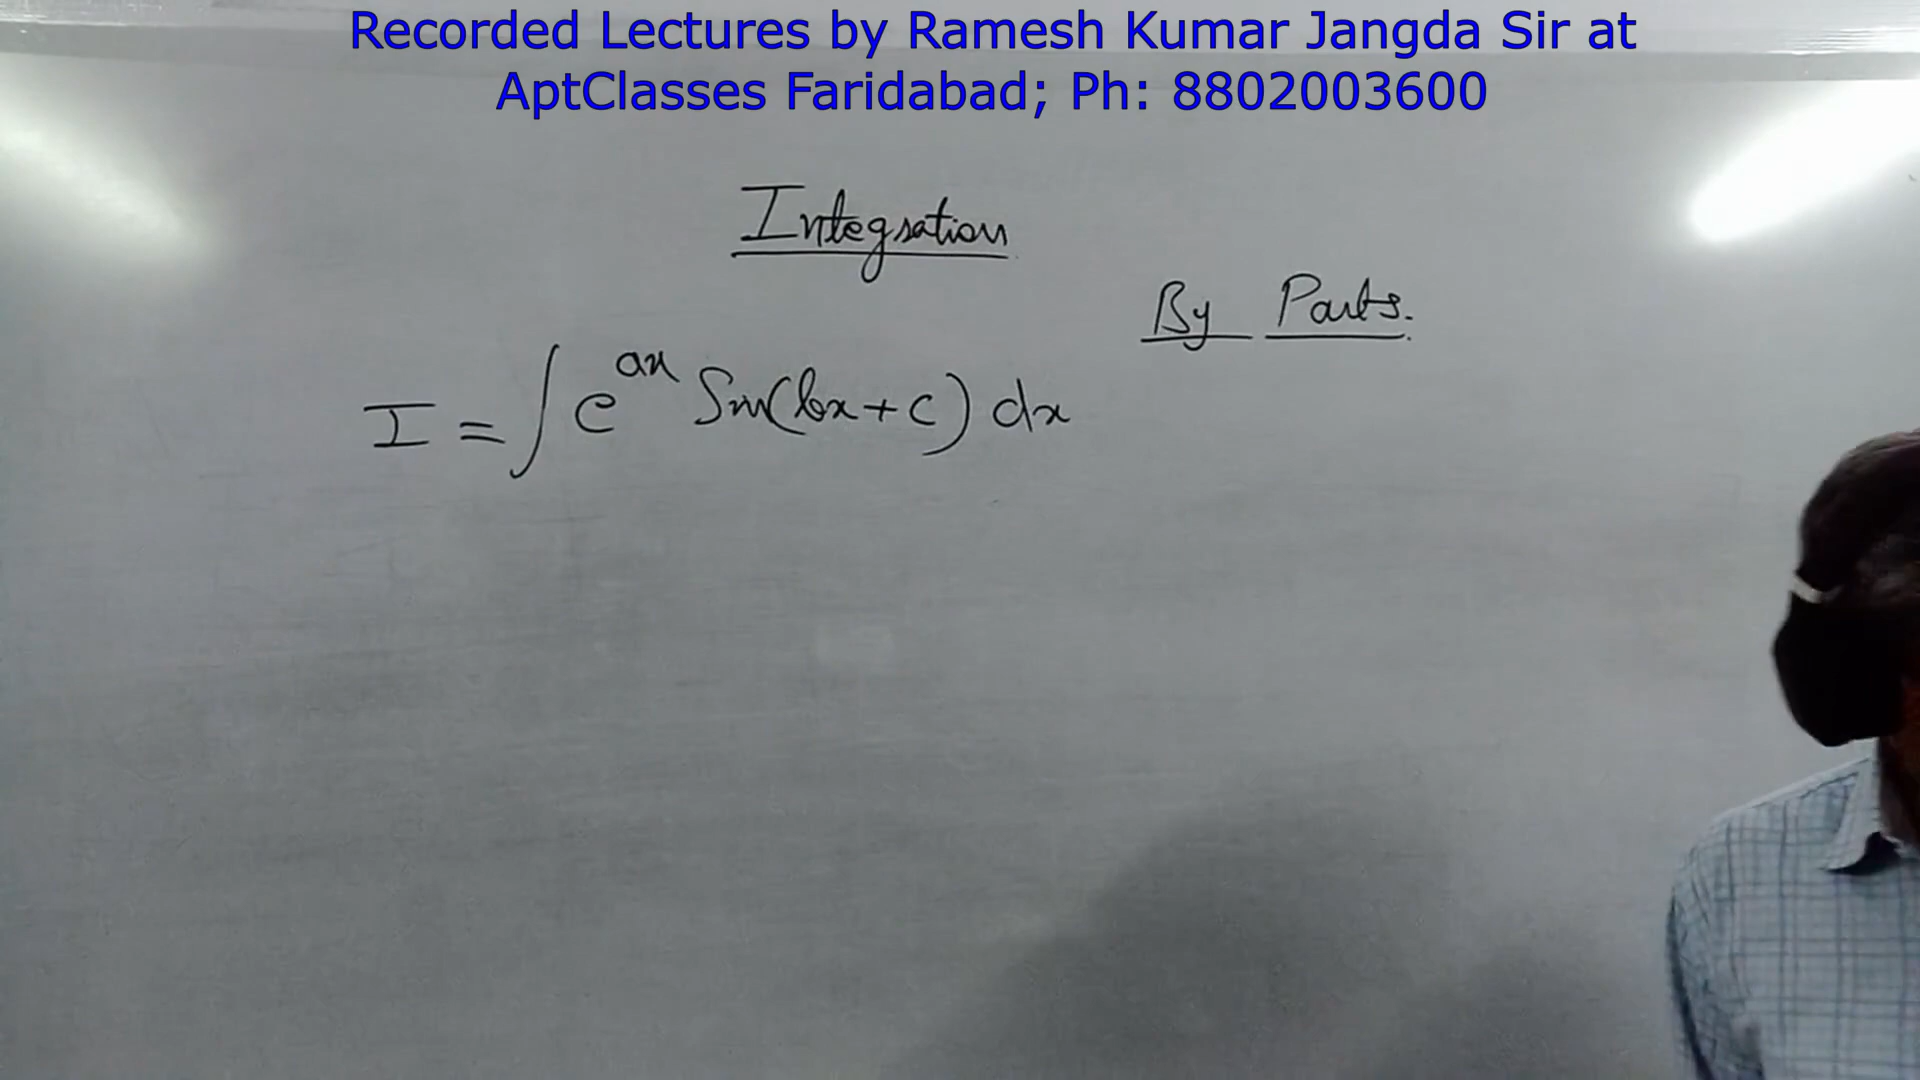 Recorded Lectures by Ramesh Kumar Jangda Sir at
AptClasses Faridabad; Ph: 8802003600
Integration
By Parts.
I = ∫ e^{ax} Sin(bx+c) dx